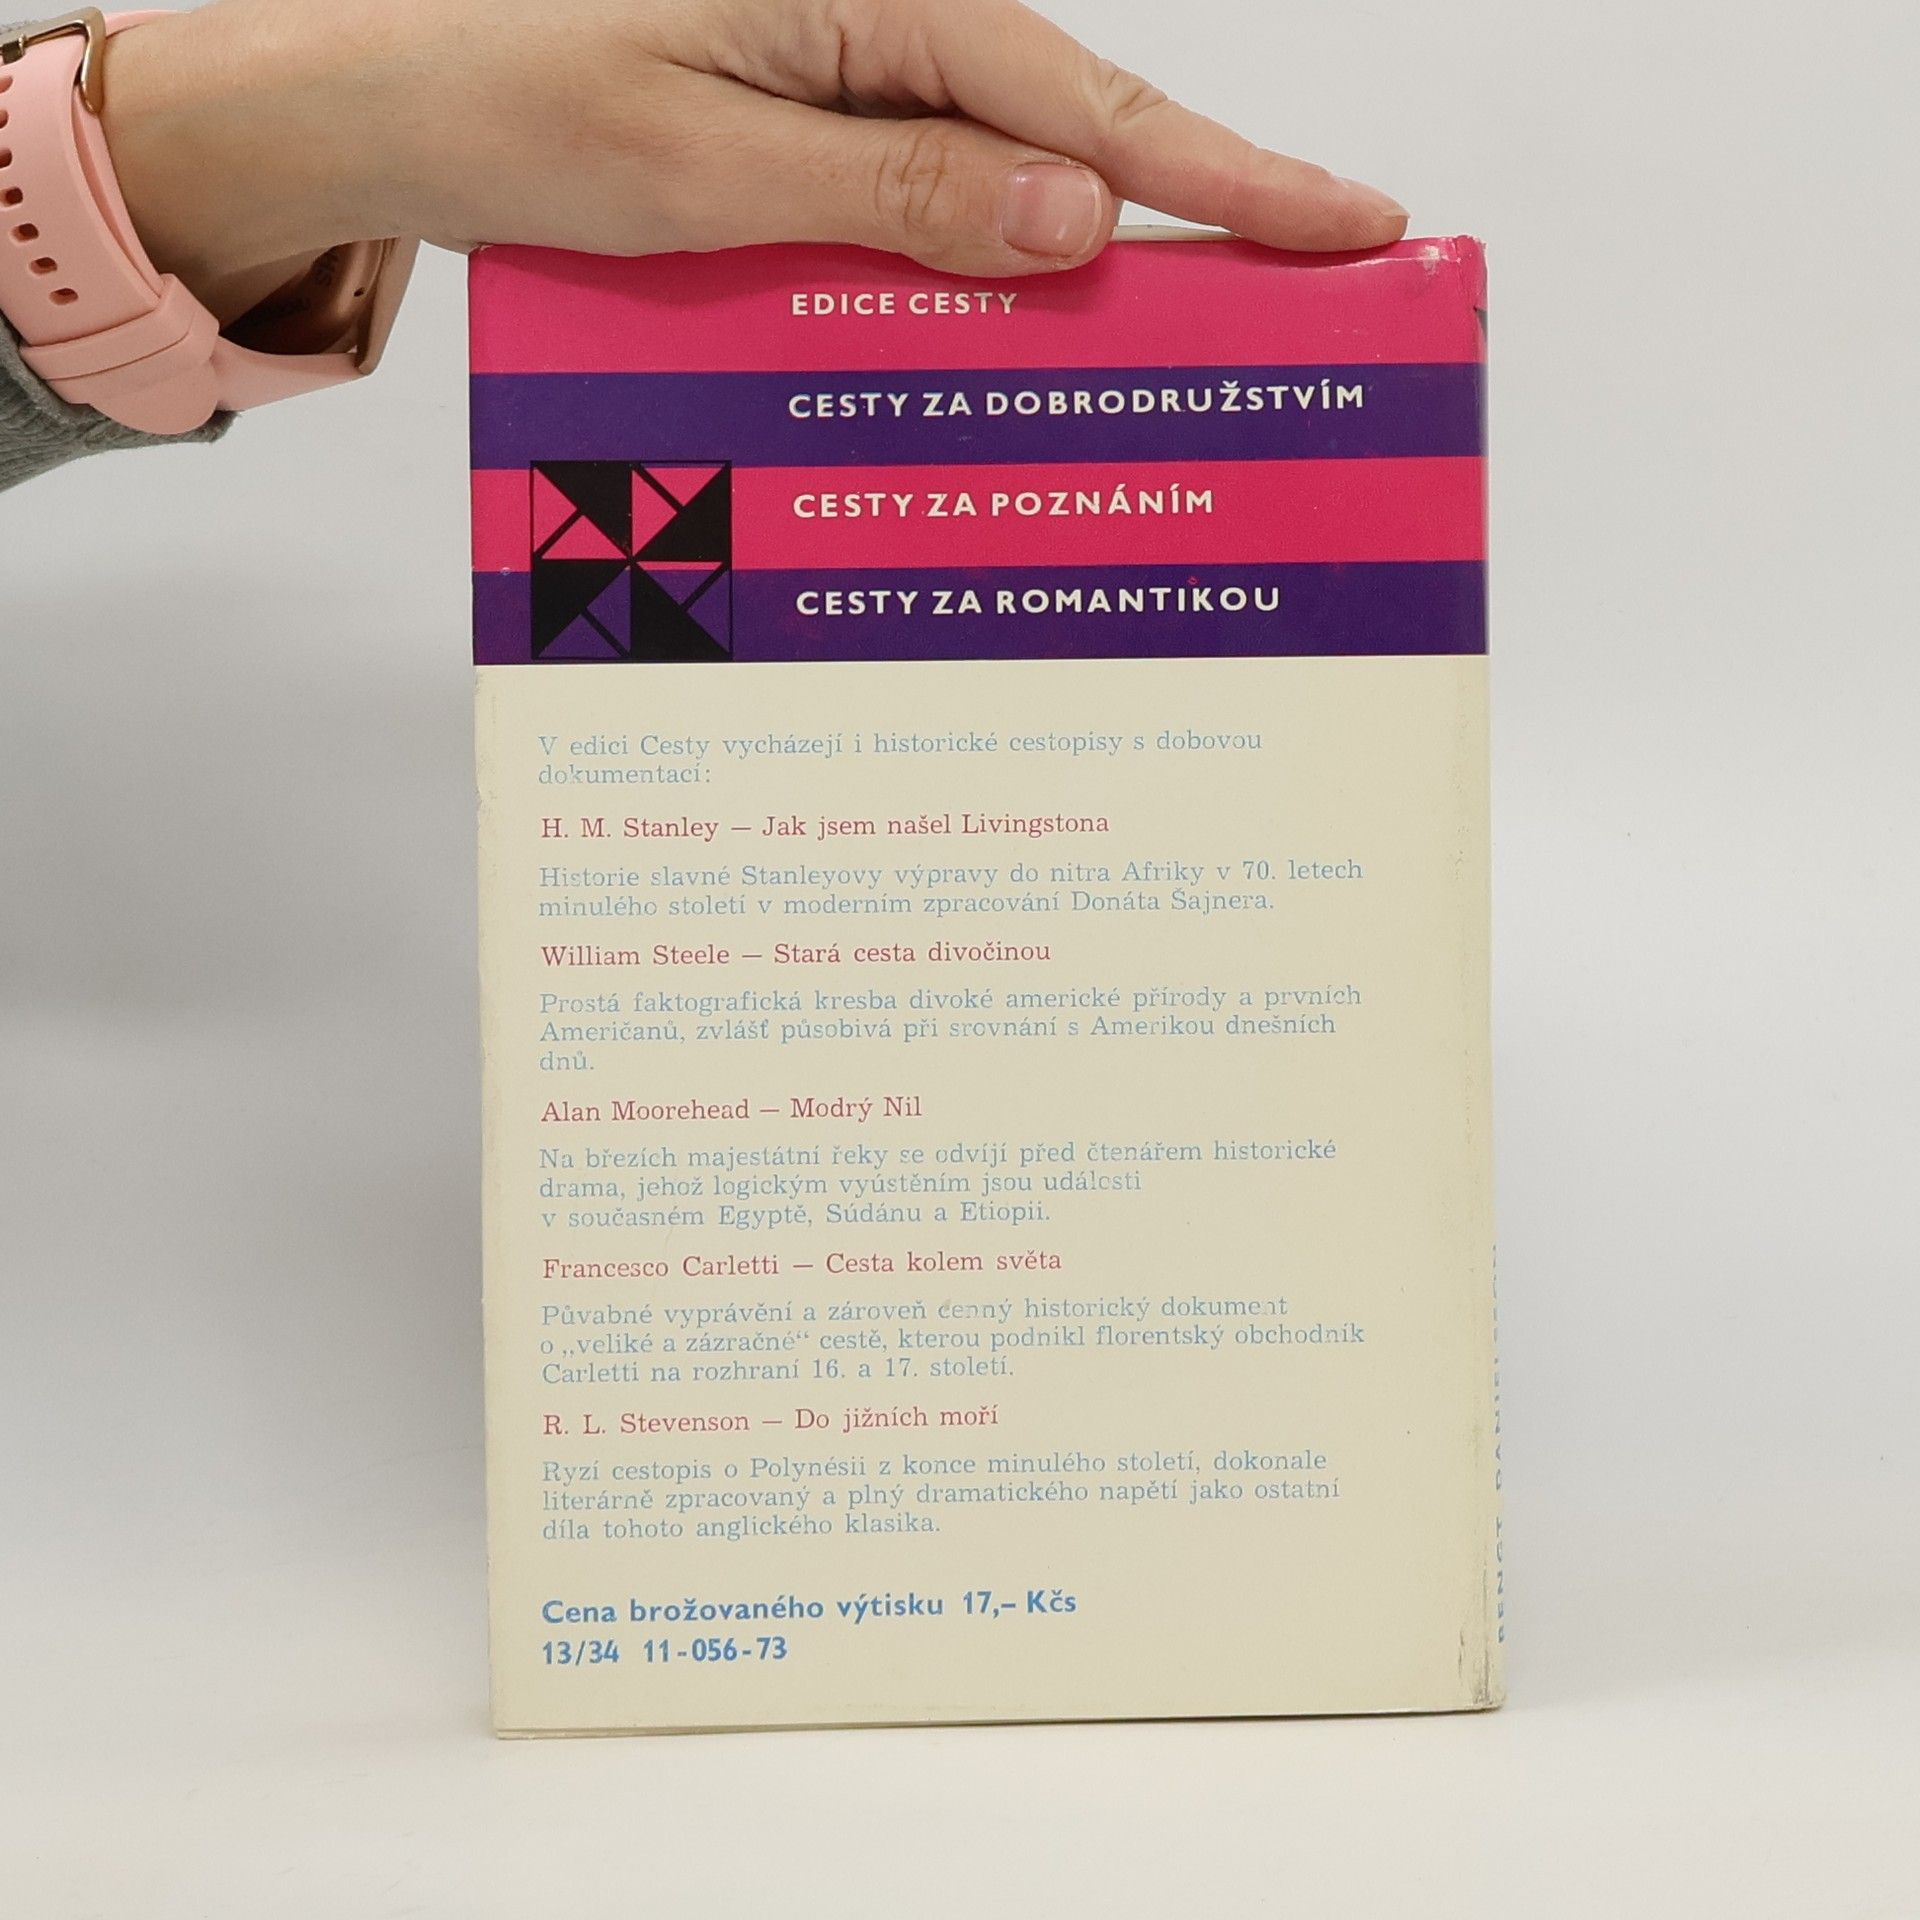 EDICE CESTY
CESTY ZA DOBRODRUŽSTVÍM
CESTY ZA POZNÁNÍM
CESTY ZA ROMANTIKOU
V edici Cesty vycházejí i historické cestopisy s dobovou
dokumentací:
H. M. Stanley — Jak jsem našel Livingstona
Historie slavné Stanleyovy výpravy do nitra Afriky v 70. letech
minulého století v moderním zpracování Donáta Šajnera.
William Steele — Stará cesta divočinou
Prostá faktografická kresba divoké americké přírody a prvních
Američanů, zvlášť působivá při srovnání s Amerikou dnešních
dnů.
Alan Moorehead — Modrý Nil
Na březích majestátní řeky se odvíjí před čtenářem historické
drama, jehož logickým vyústěním jsou události
v současném Egyptě, Súdánu a Etiopii.
Francesco Carletti — Cesta kolem světa
Půvabné vyprávění a zároveň cenný historický dokument
o „veliké a zázračné“ cestě, kterou podnikl florentský obchodník
Carletti na rozhraní 16. a 17. století.
R. L. Stevenson — Do jižních moří
Ryzí cestopis o Polynésii z konce minulého století, dokonale
literárně zpracovaný a plný dramatického napětí jako ostatní
díla tohoto anglického klasika.
Cena brožovaného výtisku 17,– Kčs
13/34 11-056-73